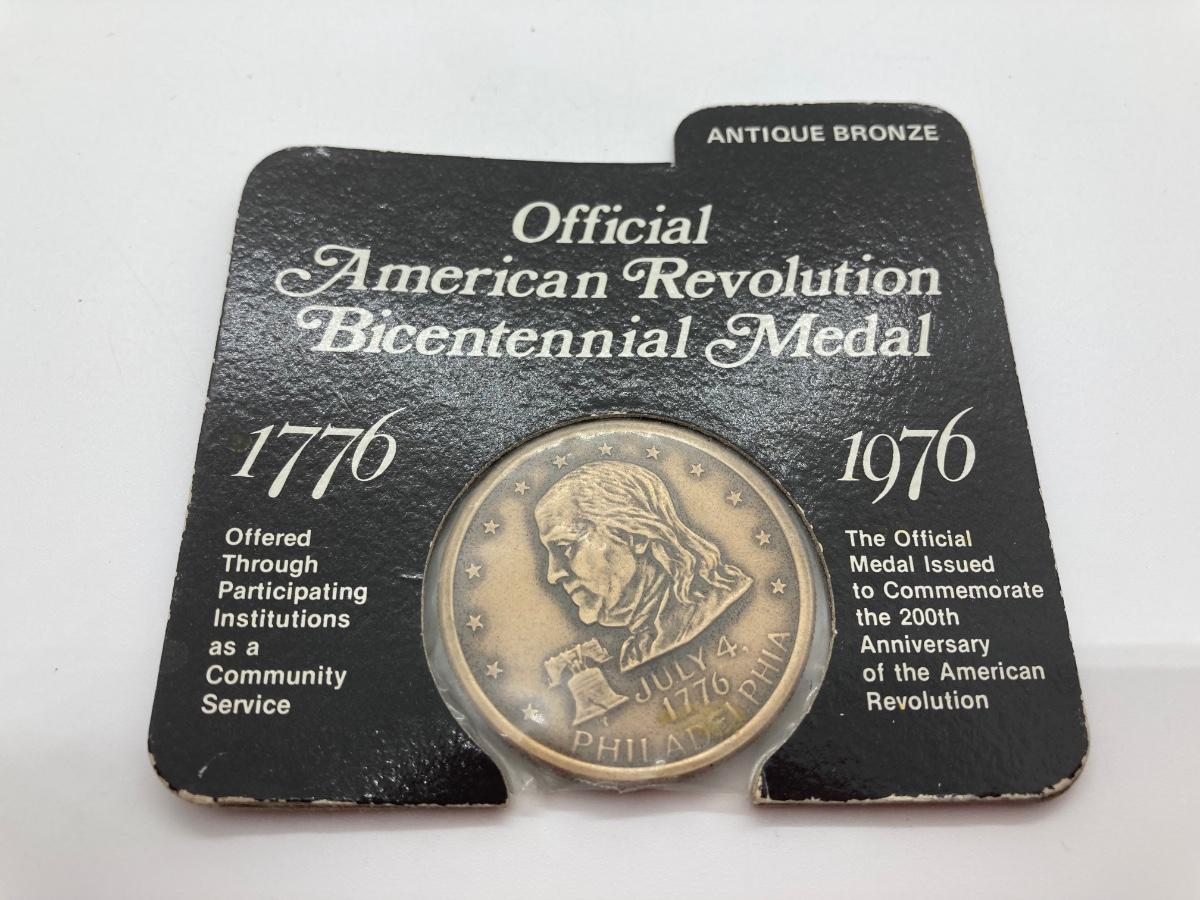 ANTIQUE BRONZE
Official
American Revolution
Bicentennial Medal
1776
Offered
Through
Participating
Institutions
as a
Community
Service
1976
The Official
Medal Issued
to Commemorate
the 200th
Anniversary
of the American
Revolution
JULY 4,
1776
PHILADELPHIA